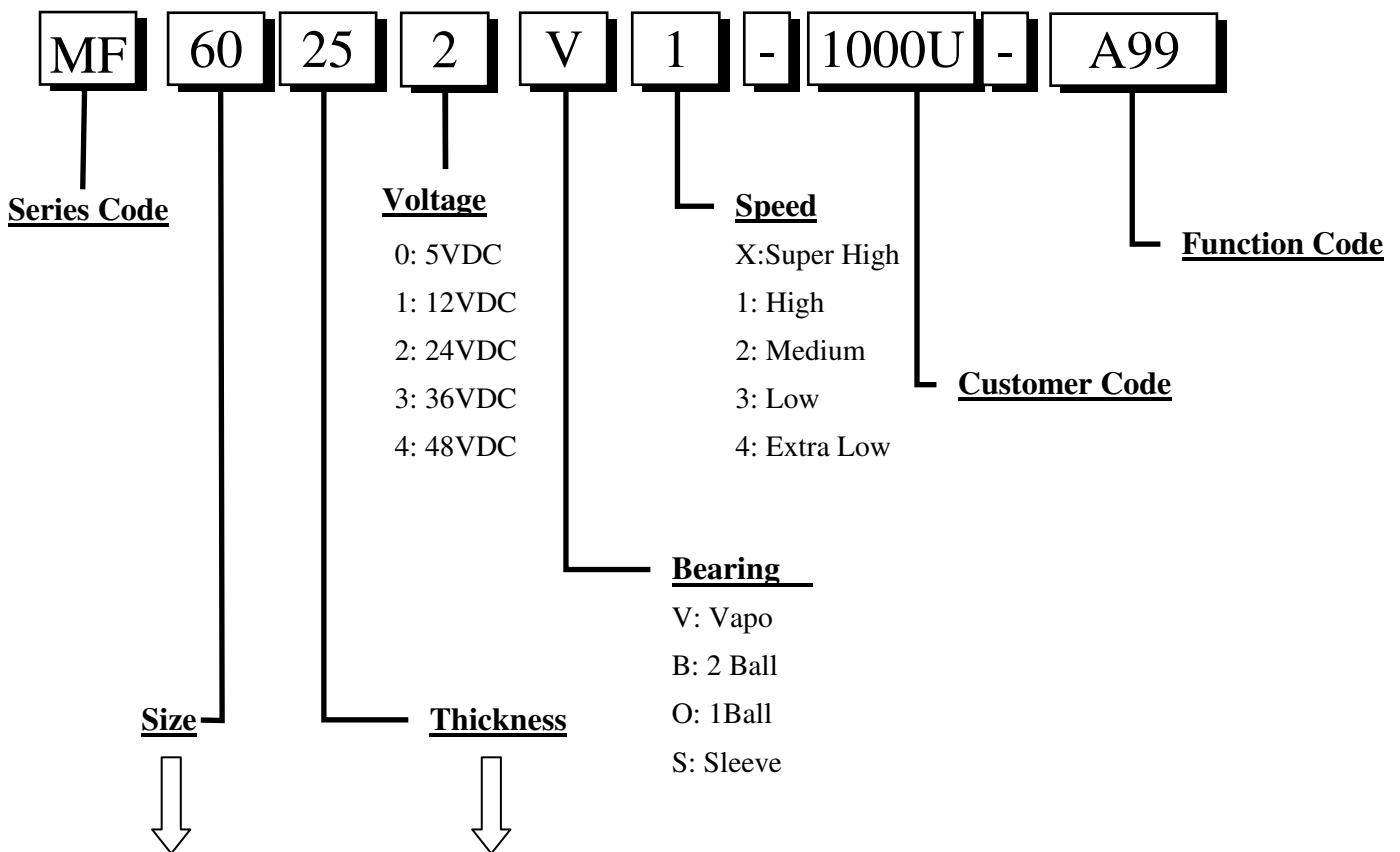 MF 60 25 2 V 1 - 1000U - A99
Series Code
Voltage
0: 5VDC
1: 12VDC
2: 24VDC
3: 36VDC
4: 48VDC
Speed
X:Super High
1: High
2: Medium
3: Low
4: Extra Low
Function Code
Customer Code
Bearing
V: Vapo
B: 2 Ball
O: 1Ball
S: Sleeve
Size
Thickness